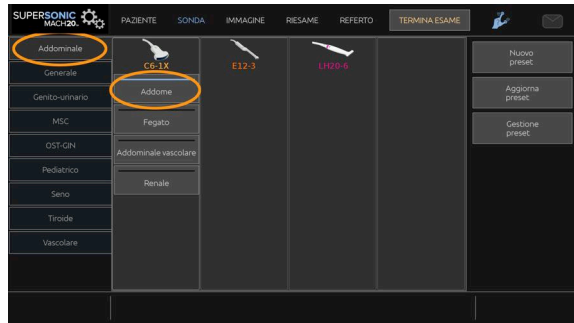 SUPERSONIC
MACH20.
PAZIENTE SONDA IMMAGINE RIESAME REFERTO TERMINA ESAME
Addominale
Generale
Genito-urinario
MSC
OST-GIN
Pediatrico
Seno
Tiroide
Vascolare
C6-1X E12-3 LH20-6
Addome
Fegato
Addominale vascolare
Renale
Nuovo
preset
Aggiorna
preset
Gestione
preset